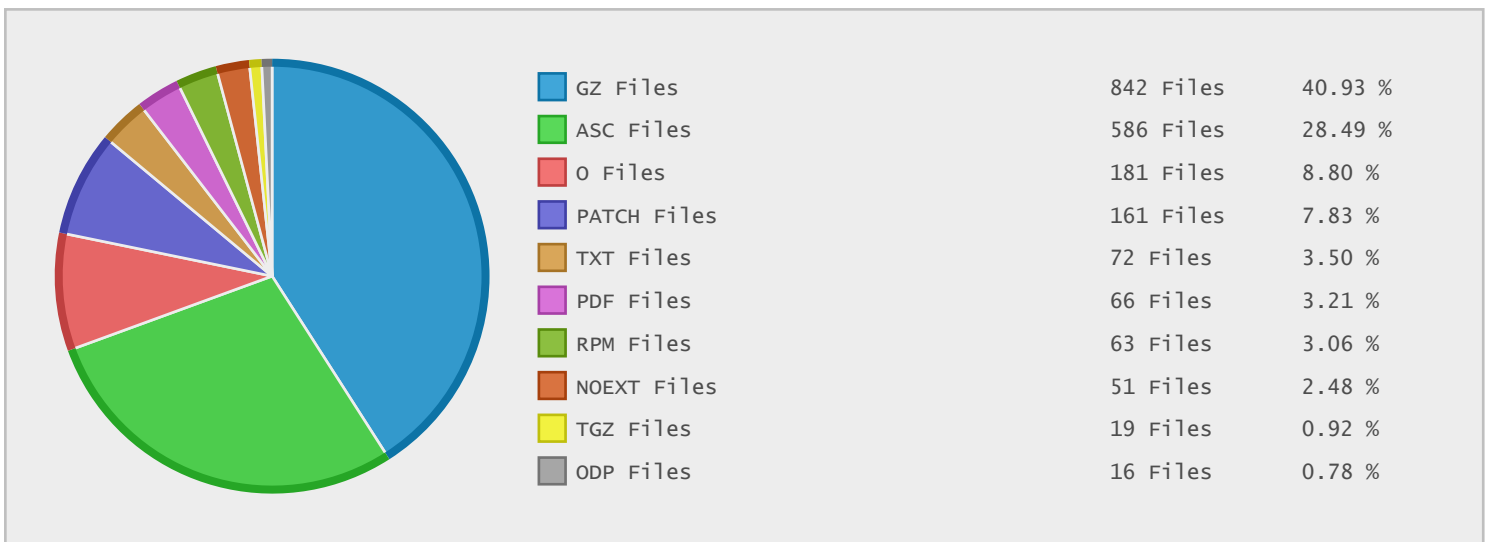 GZ Files 842 Files 40.93 %
ASC Files 586 Files 28.49 %
O Files 181 Files 8.80 %
PATCH Files 161 Files 7.83 %
TXT Files 72 Files 3.50 %
PDF Files 66 Files 3.21 %
RPM Files 63 Files 3.06 %
NOEXT Files 51 Files 2.48 %
TGZ Files 19 Files 0.92 %
ODP Files 16 Files 0.78 %